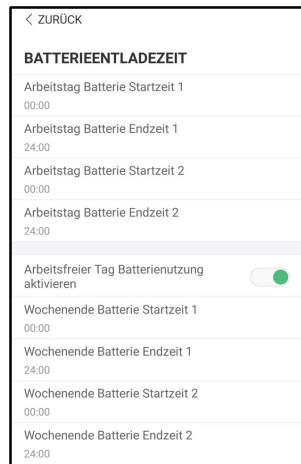 < ZURÜCK
BATTERIEENTLADEZEIT
Arbeitstag Batterie Startzeit 1
00:00
Arbeitstag Batterie Endzeit 1
24:00
Arbeitstag Batterie Startzeit 2
00:00
Arbeitstag Batterie Endzeit 2
24:00
Arbeitsfreier Tag Batterienutzung
aktivieren
Wochenende Batterie Startzeit 1
00:00
Wochenende Batterie Endzeit 1
24:00
Wochenende Batterie Startzeit 2
00:00
Wochenende Batterie Endzeit 2
24:00